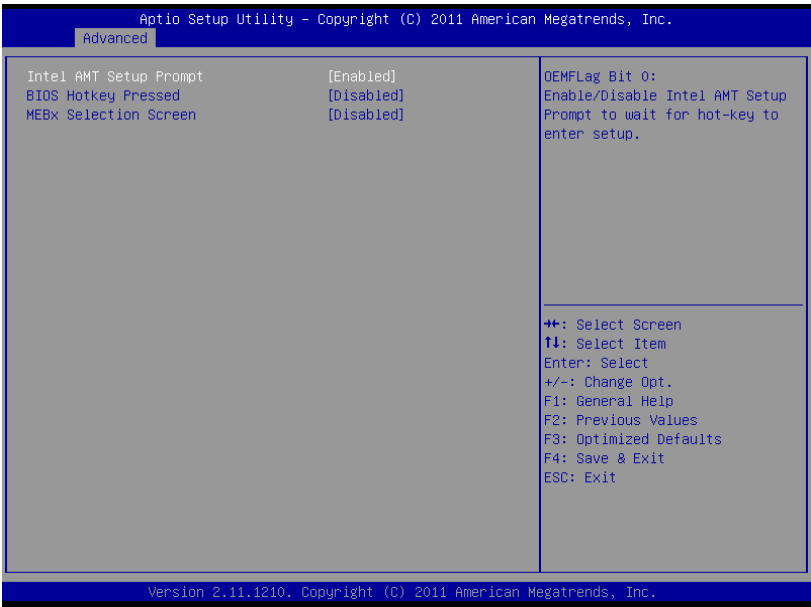 Aptio Setup Utility – Copyright (C) 2011 American Megatrends, Inc.
Advanced
Intel AMT Setup Prompt [Enabled]
BIOS Hotkey Pressed [Disabled]
MEBx Selection Screen [Disabled]
OEMFLag Bit 0:
Enable/Disable Intel AMT Setup
Prompt to wait for hot-key to
enter setup.
→←: Select Screen
↑↓: Select Item
Enter: Select
+/-: Change Opt.
F1: General Help
F2: Previous Values
F3: Optimized Defaults
F4: Save & Exit
ESC: Exit
Version 2.11.1210. Copyright (C) 2011 American Megatrends, Inc.